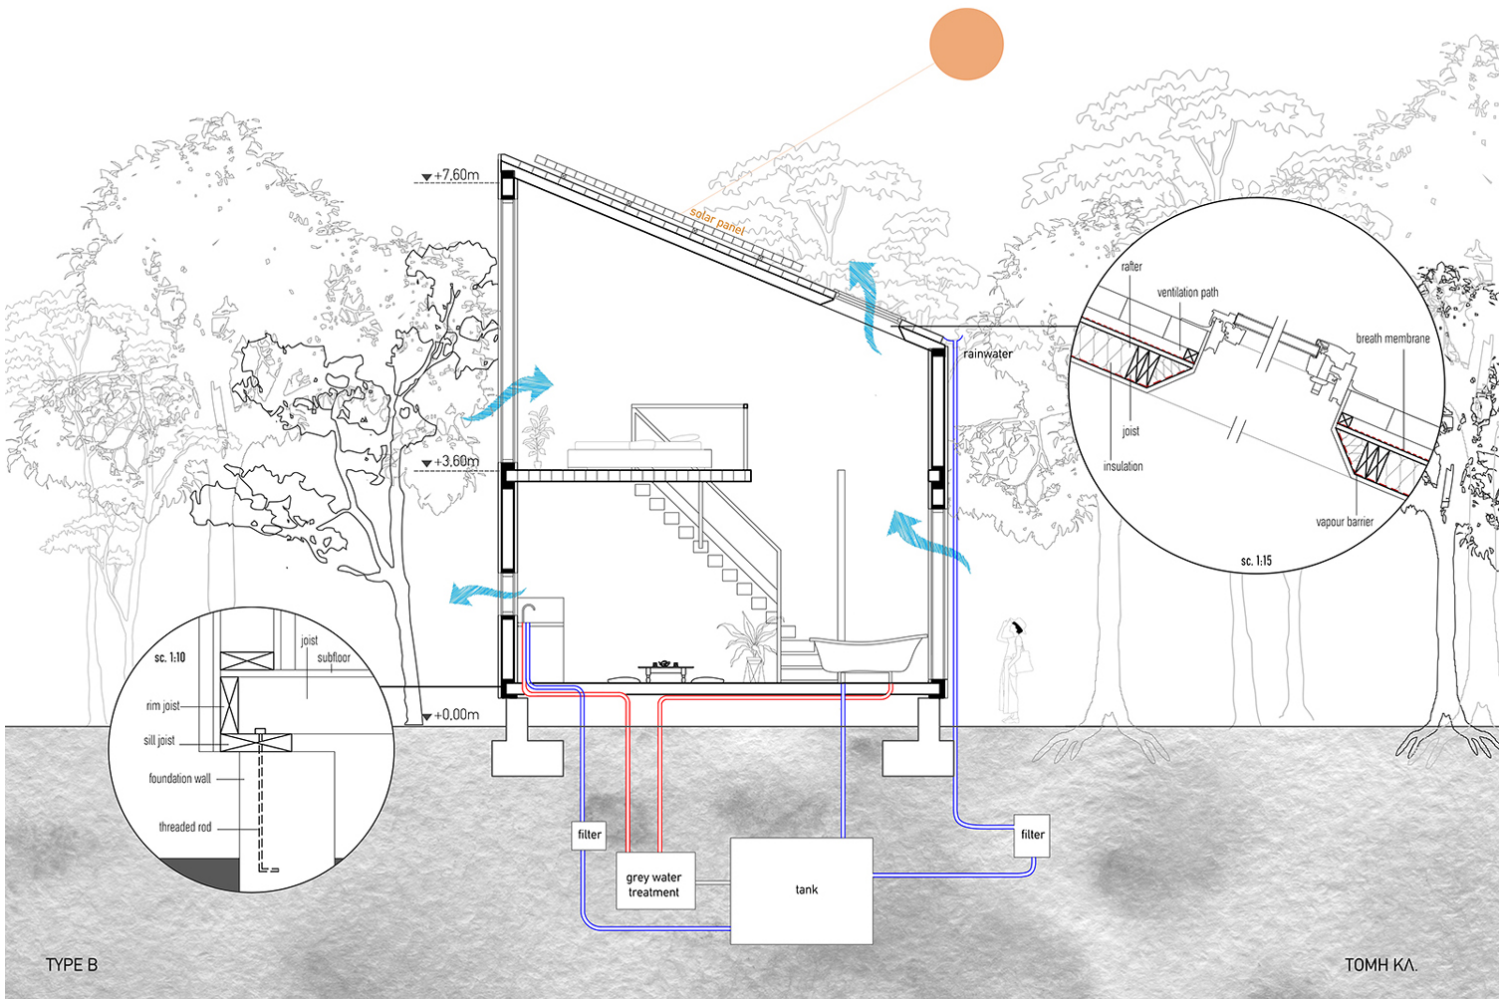 +7,60m
solar panel
rainwater
+3,60m
+0,00m
rafter
ventilation path
breath membrane
joist
insulation
vapour barrier
sc. 1:15
sc. 1:10
joist
subfloor
rim joist
sill joist
foundation wall
threaded rod
filter
filter
grey water
treatment
tank
TYPE B
ΤΟΜΗ ΚΛ.